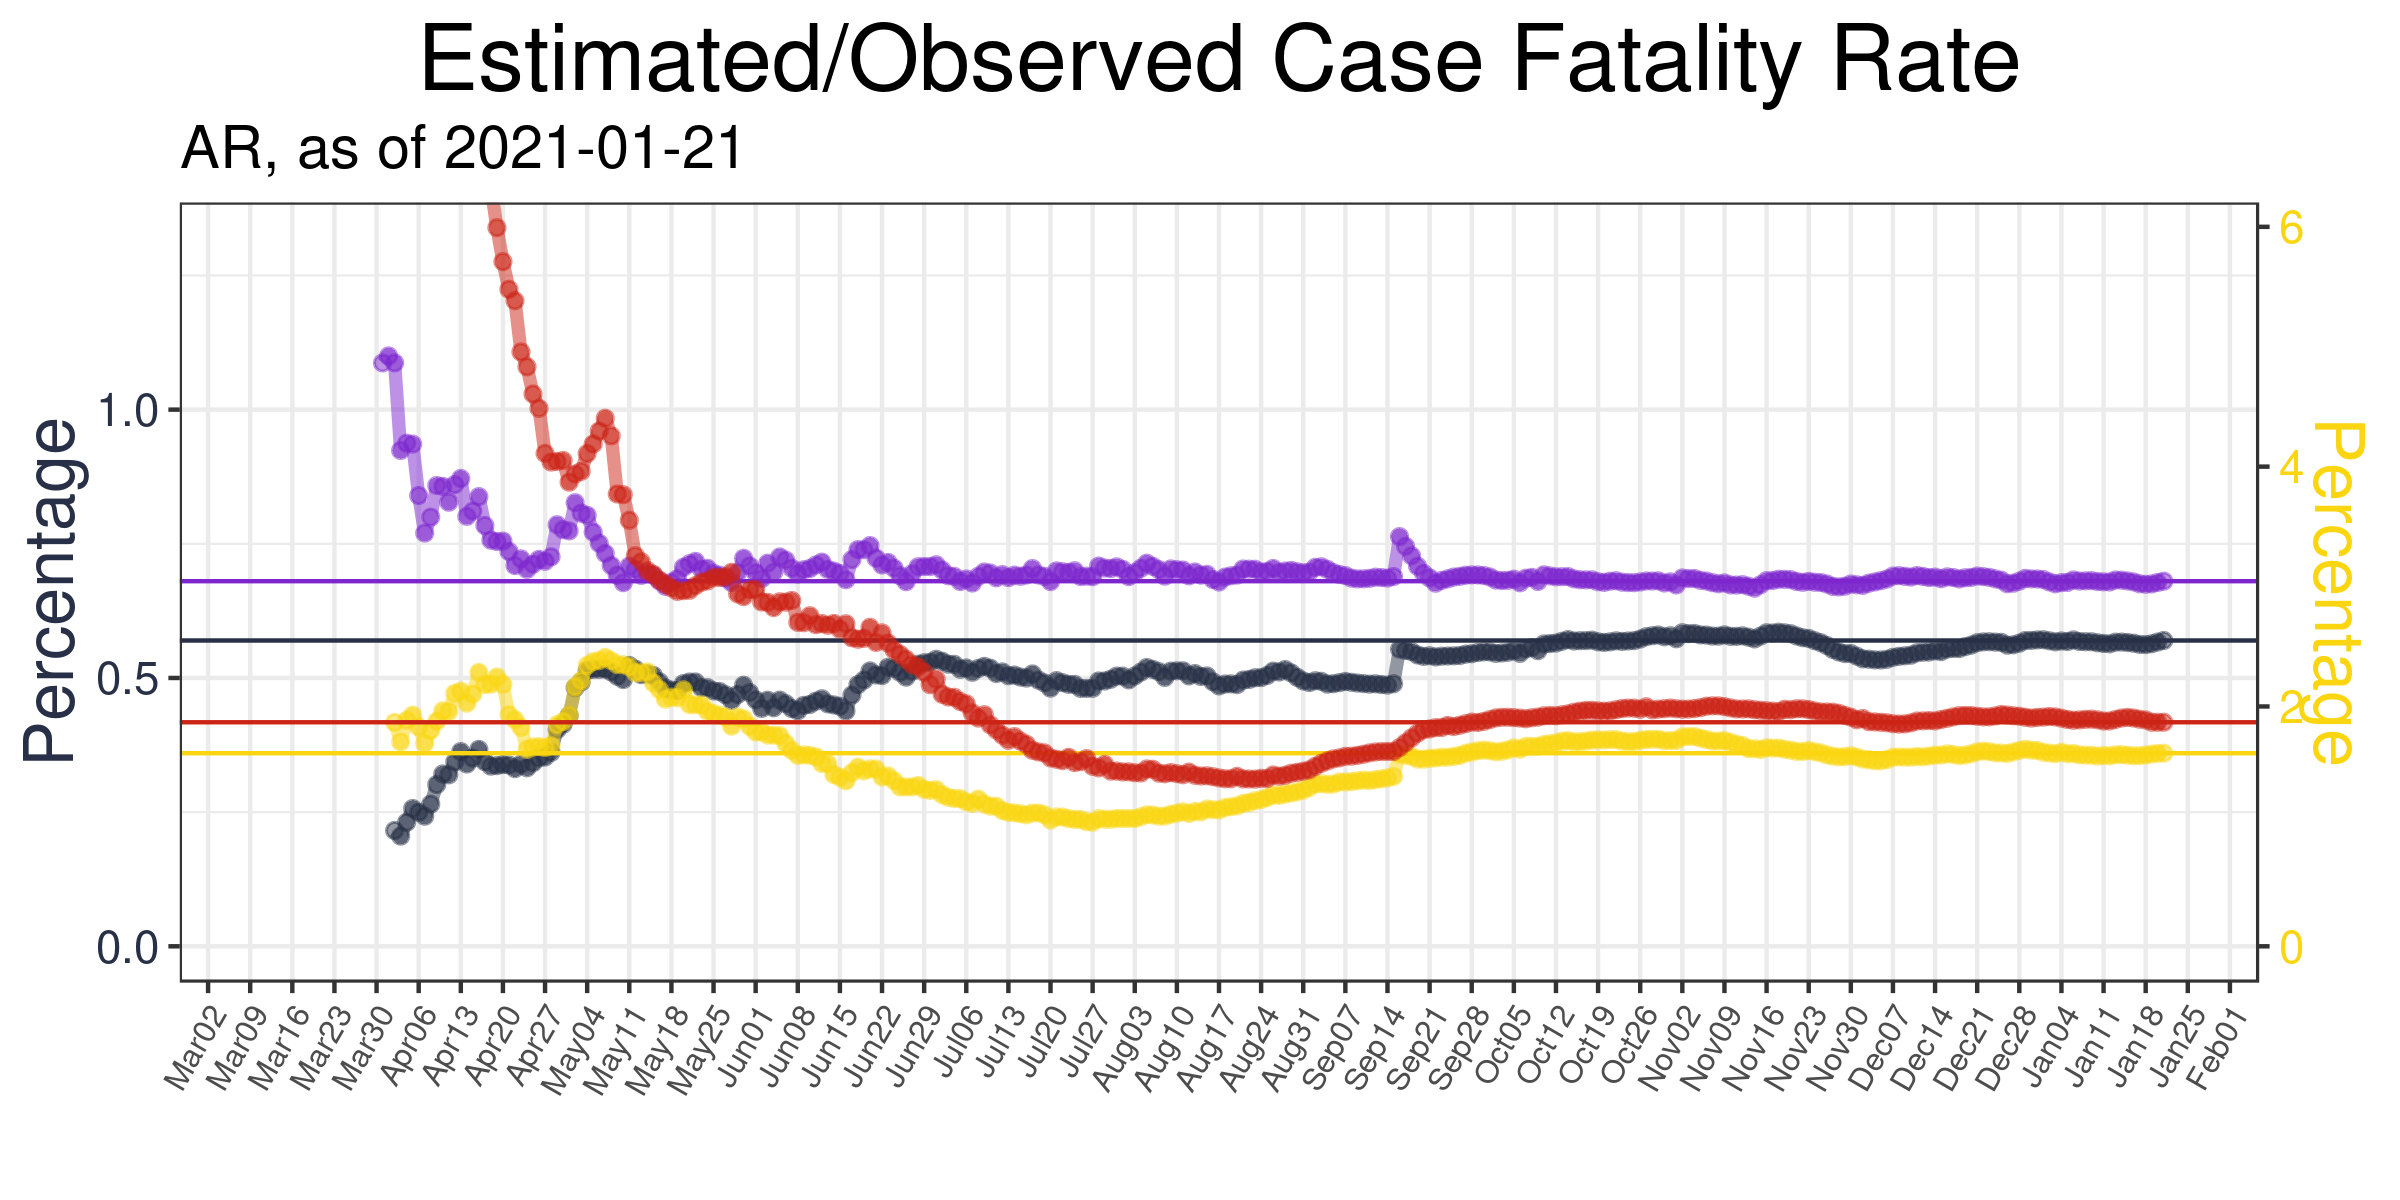 Estimated/Observed Case Fatality Rate
AR, as of 2021-01-21
Percentage
1.0
0.5
0.0
6
4
2
0
Percentage
Mar02
Mar09
Mar16
Mar23
Mar30
Apr06
Apr13
Apr20
Apr27
May04
May11
May18
May25
Jun01
Jun08
Jun15
Jun22
Jun29
Jul06
Jul13
Jul20
Jul27
Aug03
Aug10
Aug17
Aug24
Aug31
Sep07
Sep14
Sep21
Sep28
Oct05
Oct12
Oct19
Oct26
Nov02
Nov09
Nov16
Nov23
Nov30
Dec07
Dec14
Dec21
Dec28
Jan04
Jan11
Jan18
Jan25
Feb01